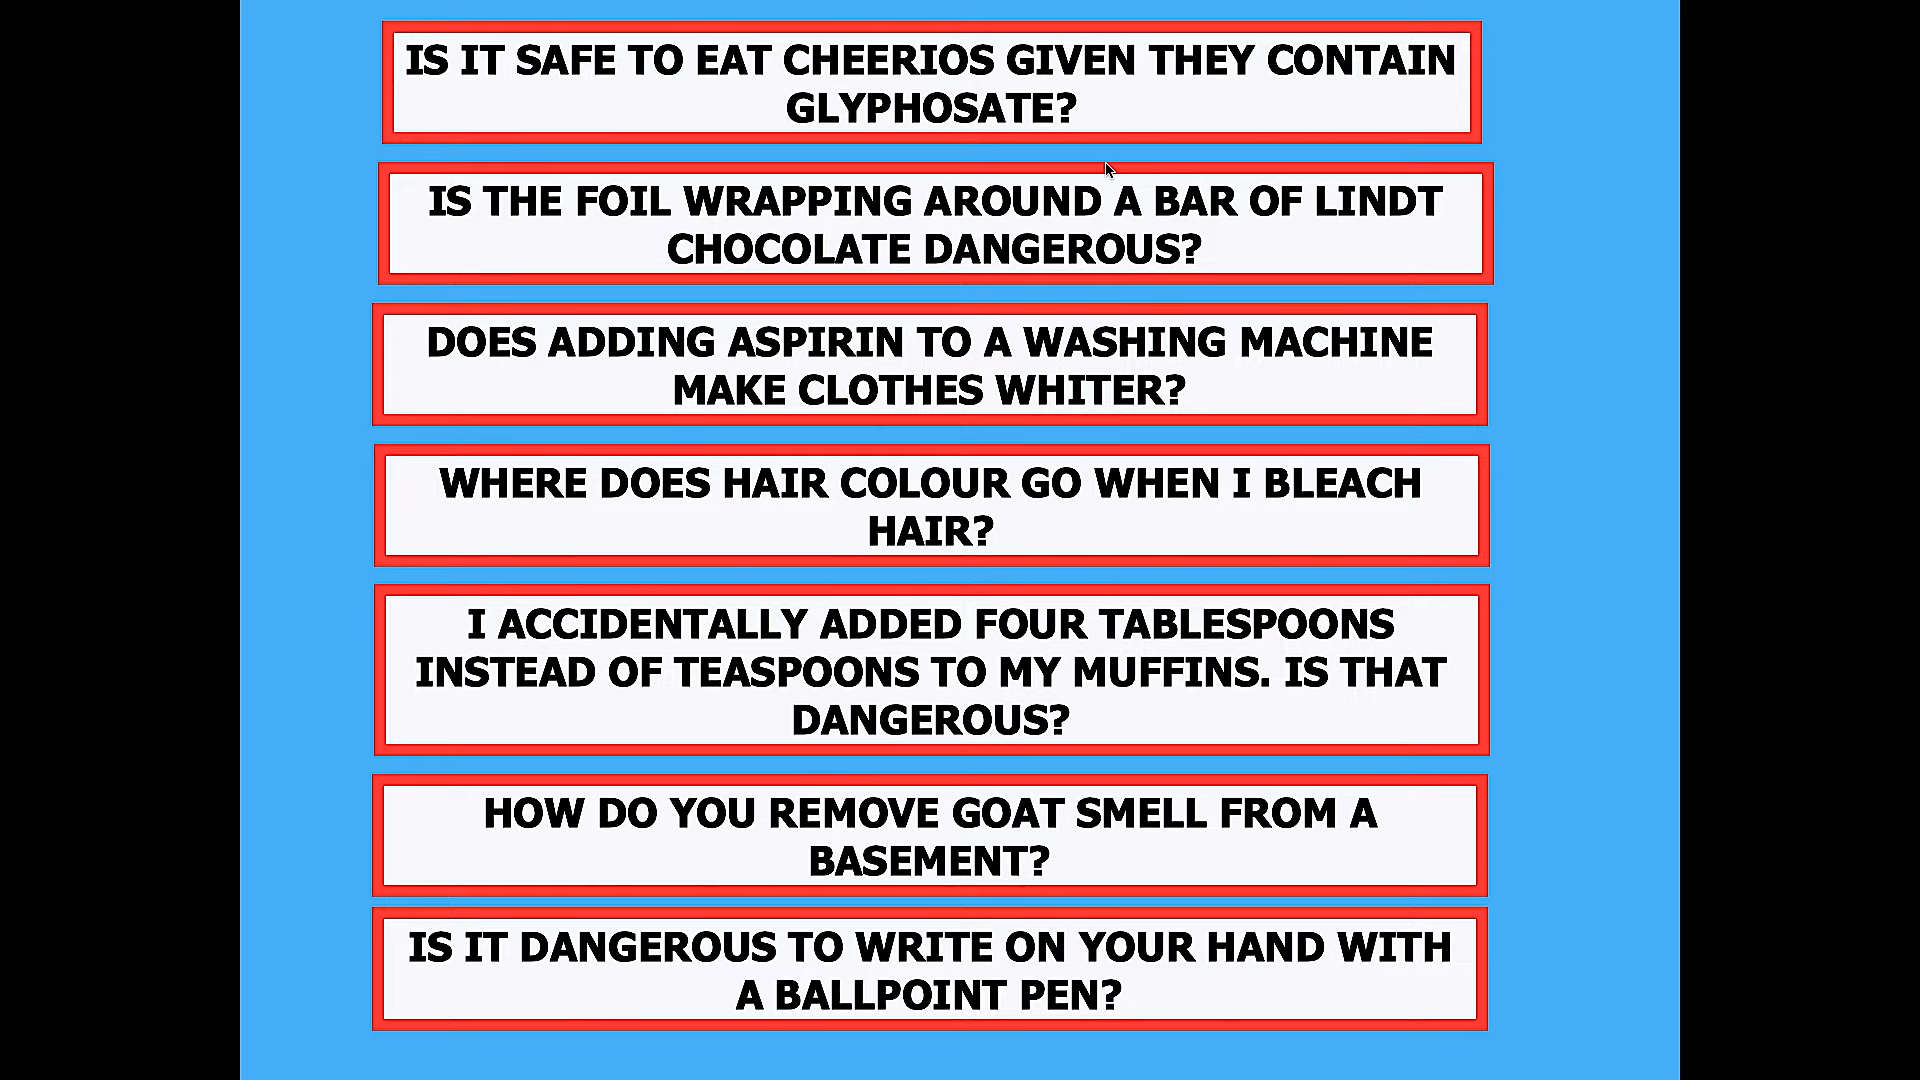 IS IT SAFE TO EAT CHEERIOS GIVEN THEY CONTAIN
GLYPHOSATE?
IS THE FOIL WRAPPING AROUND A BAR OF LINDT
CHOCOLATE DANGEROUS?
DOES ADDING ASPIRIN TO A WASHING MACHINE
MAKE CLOTHES WHITER?
WHERE DOES HAIR COLOUR GO WHEN I BLEACH
HAIR?
I ACCIDENTALLY ADDED FOUR TABLESPOONS
INSTEAD OF TEASPOONS TO MY MUFFINS. IS THAT
DANGEROUS?
HOW DO YOU REMOVE GOAT SMELL FROM A
BASEMENT?
IS IT DANGEROUS TO WRITE ON YOUR HAND WITH
A BALLPOINT PEN?